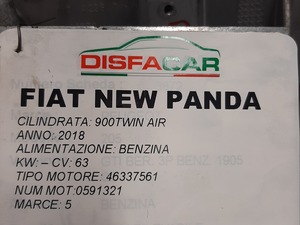 DISFACAR
FIAT NEW PANDA
CILINDRATA: 900TWIN AIR
ANNO: 2018
ALIMENTAZIONE: BENZINA
KW: – CV: 63
TIPO MOTORE: 46337561
NUM MOT:0591321
MARCE: 5
BENZINA